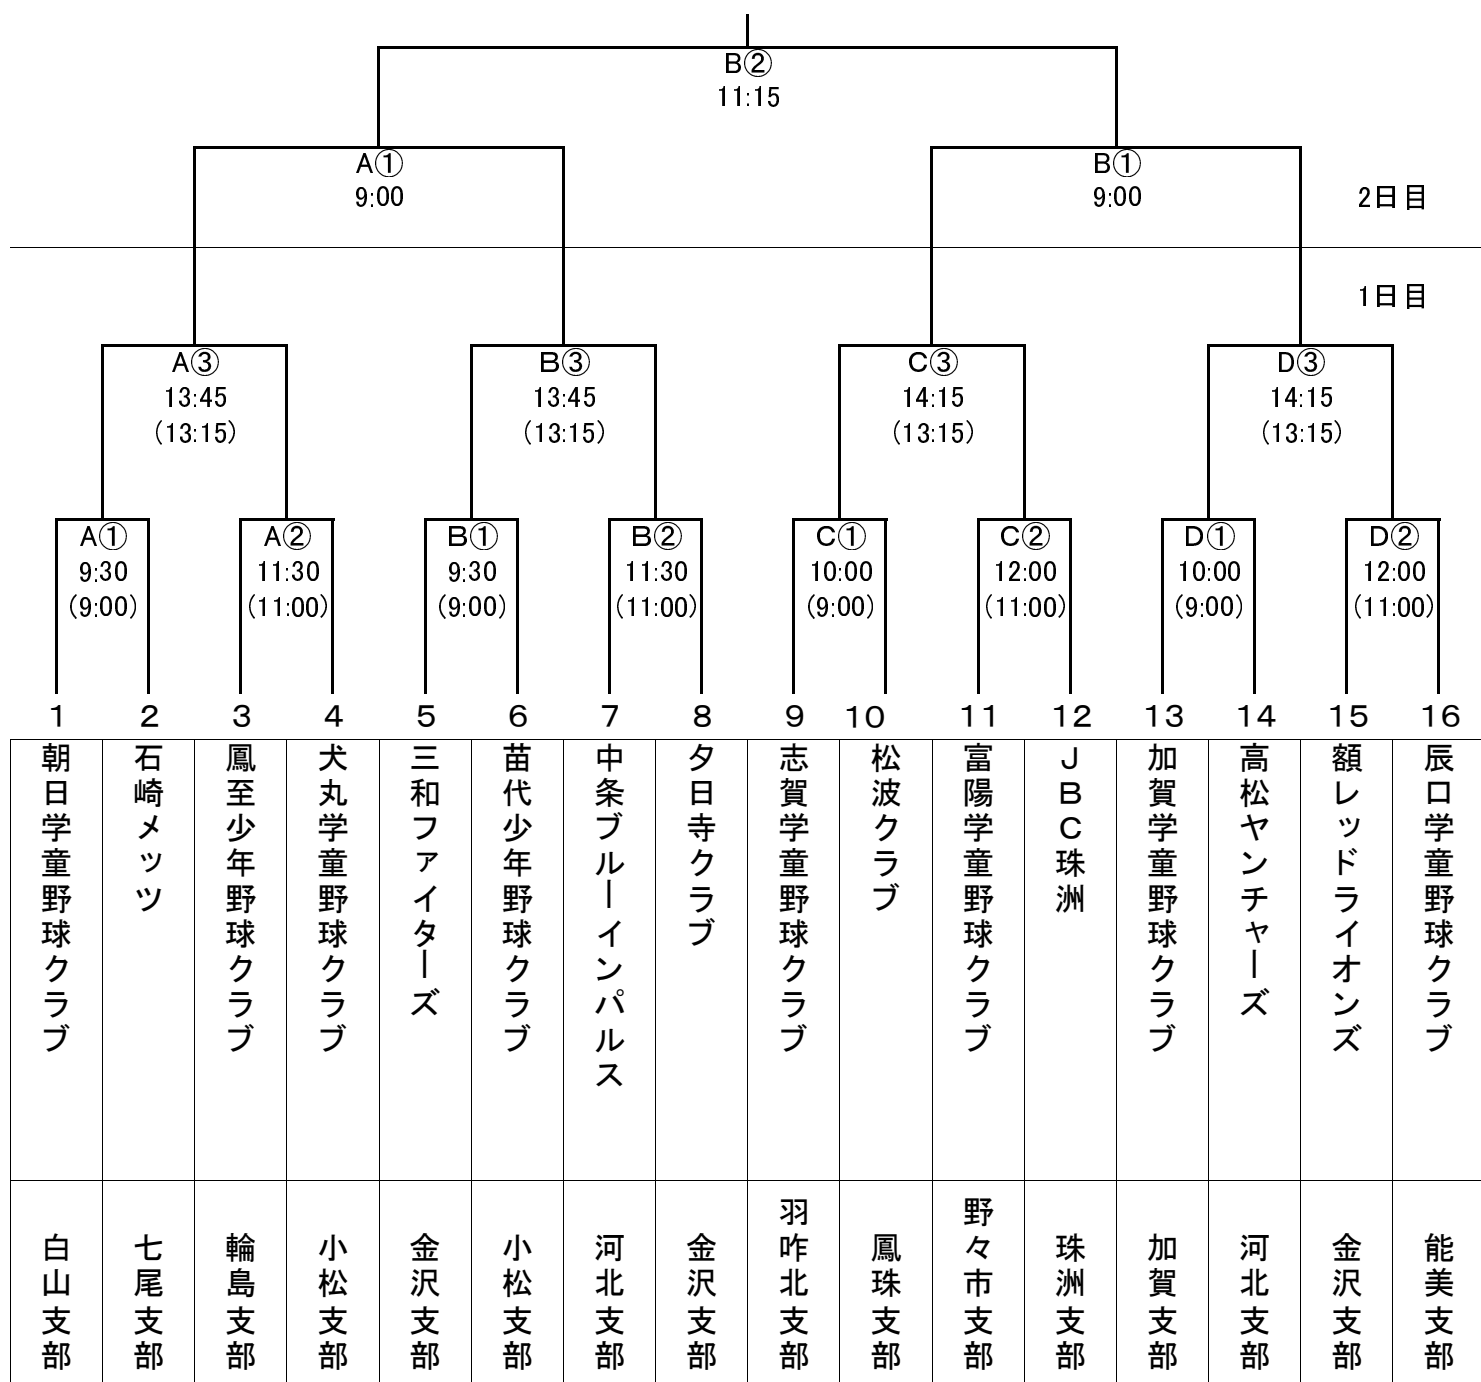 B②
11:15
A① B①
9:00 9:00 2日目
1日目
A③ B③ C③ D③
13:45 13:45 14:15 14:15
(13:15) (13:15) (13:15) (13:15)
A① A② B① B② C① C② D① D②
9:30 11:30 9:30 11:30 10:00 12:00 10:00 12:00
(9:00) (11:00) (9:00) (11:00) (9:00) (11:00) (9:00) (11:00)
1 2 3 4 5 6 7 8 9 10 11 12 13 14 15 16
朝日学童野球クラブ
石崎メッツ
鳳至少年野球クラブ
犬丸学童野球クラブ
三和ファイターズ
苗代少年野球クラブ
中条ブルーインパルス
夕日寺クラブ
志賀学童野球クラブ
松波クラブ
富陽学童野球クラブ
JBC珠洲
加賀学童野球クラブ
高松ヤンチャーズ
額レッドライオンズ
辰口学童野球クラブ
白山支部
七尾支部
輪島支部
小松支部
金沢支部
小松支部
河北支部
金沢支部
羽咋北支部
鳳珠支部
野々市支部
珠洲支部
加賀支部
河北支部
金沢支部
能美支部